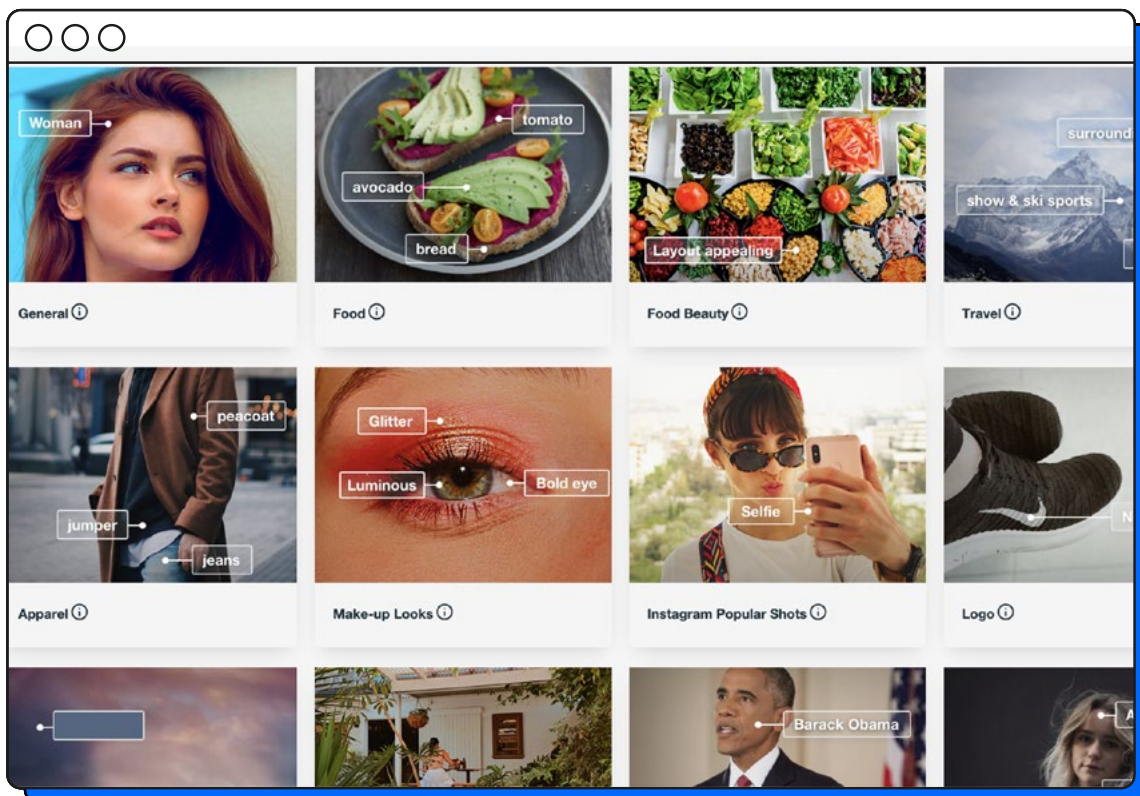 Woman
tomato
avocado
bread
Layout appealing
show & ski sports
General
Food
Food Beauty
Travel
peacoat
jumper
jeans
Glitter
Luminous
Bold eye
Selfie
N
Apparel
Make-up Looks
Instagram Popular Shots
Logo
Barack Obama
A